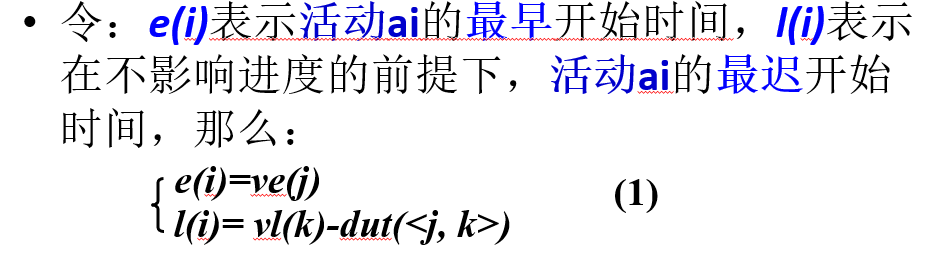 • 令：e(i)表示活动ai的最早开始时间，l(i)表示
在不影响进度的前提下，活动ai的最迟开始
时间，那么：
e(i)=ve(j) (1)
l(i)= vl(k)-dut(<j, k>)